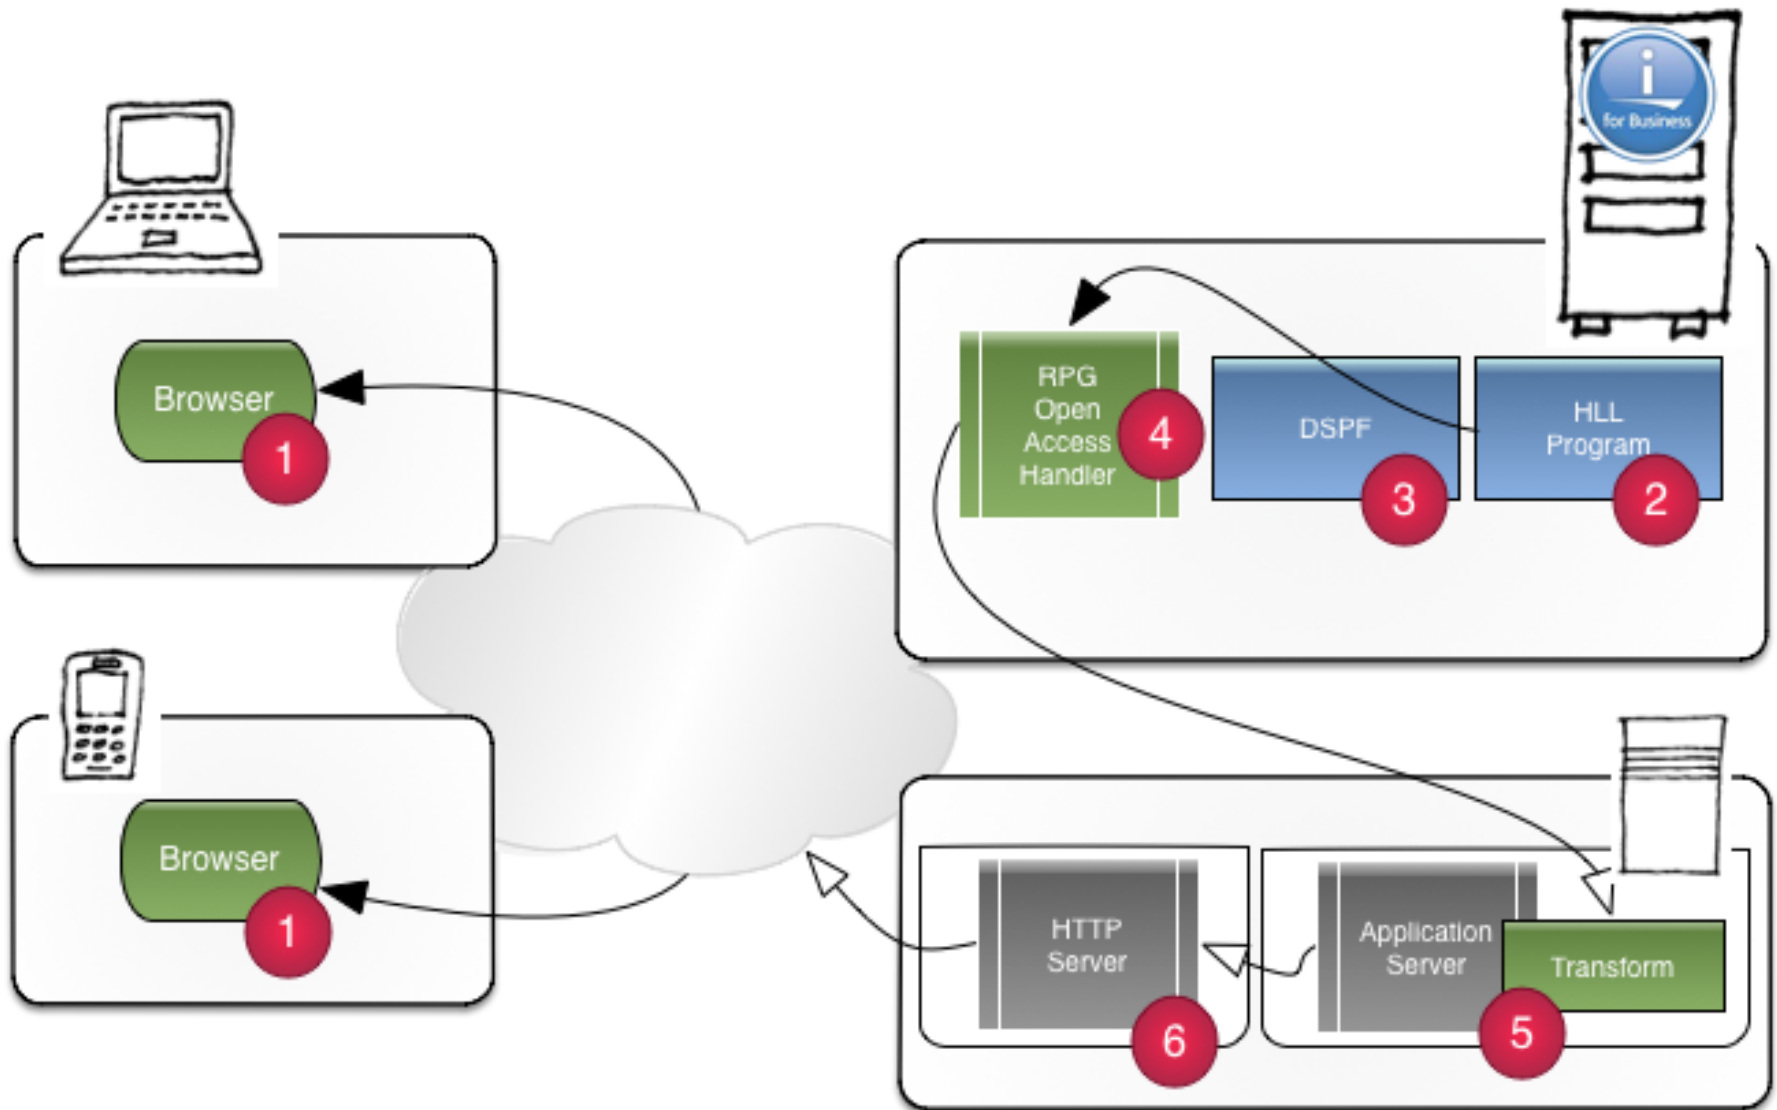 i
for Business
Browser
1
RPG
Open
Access
Handler
4
DSPF
3
HLL
Program
2
Browser
1
HTTP
Server
6
Application
Server
Transform
5